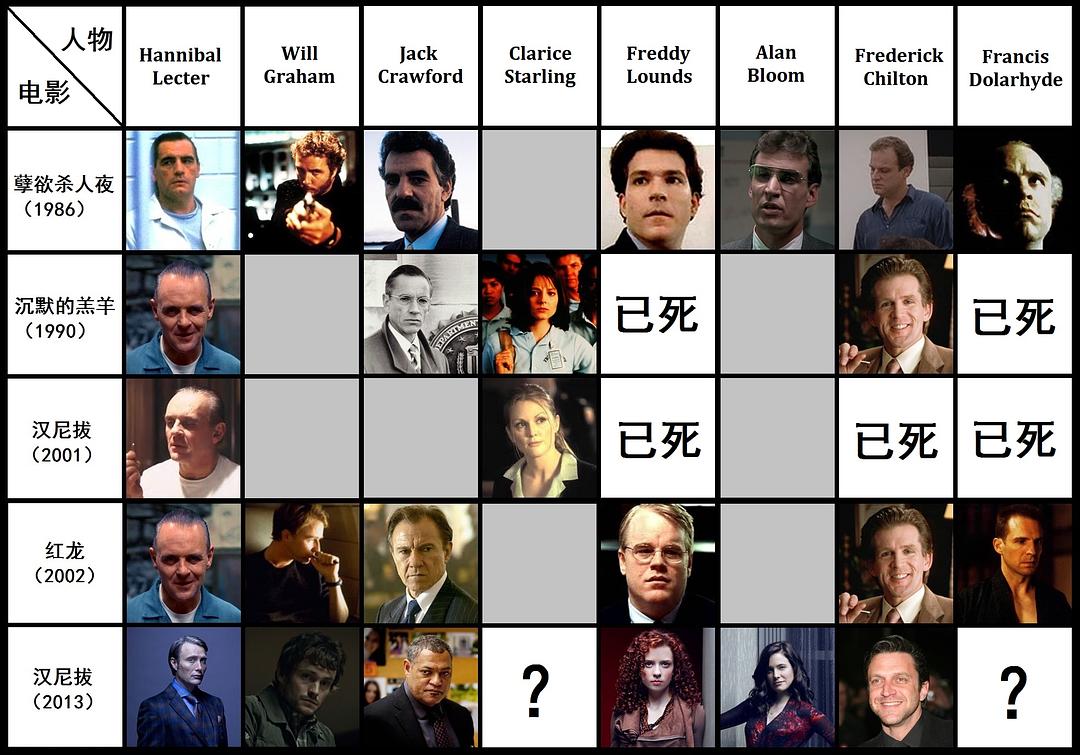 人物
电影
Hannibal
Lecter
Will
Graham
Jack
Crawford
Clarice
Starling
Freddy
Lounds
Alan
Bloom
Frederick
Chilton
Francis
Dolarhyde
孽欲杀人夜
（1986）
沉默的羔羊
（1990）
DEPARTMENT
已死
已死
汉尼拔
（2001）
已死
已死
已死
红龙
（2002）
汉尼拔
（2013）
?
?